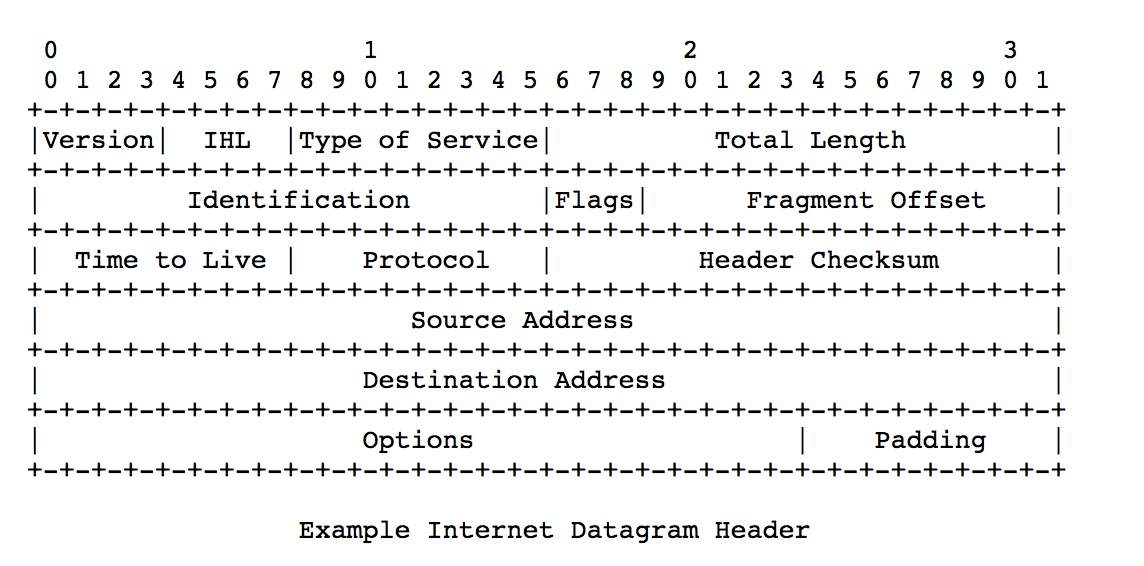 0                   1                   2                   3
 0 1 2 3 4 5 6 7 8 9 0 1 2 3 4 5 6 7 8 9 0 1 2 3 4 5 6 7 8 9 0 1
+-+-+-+-+-+-+-+-+-+-+-+-+-+-+-+-+-+-+-+-+-+-+-+-+-+-+-+-+-+-+-+-+
|Version|  IHL  |Type of Service|          Total Length         |
+-+-+-+-+-+-+-+-+-+-+-+-+-+-+-+-+-+-+-+-+-+-+-+-+-+-+-+-+-+-+-+-+
|         Identification        |Flags|      Fragment Offset    |
+-+-+-+-+-+-+-+-+-+-+-+-+-+-+-+-+-+-+-+-+-+-+-+-+-+-+-+-+-+-+-+-+
|  Time to Live |    Protocol   |         Header Checksum       |
+-+-+-+-+-+-+-+-+-+-+-+-+-+-+-+-+-+-+-+-+-+-+-+-+-+-+-+-+-+-+-+-+
|                       Source Address                          |
+-+-+-+-+-+-+-+-+-+-+-+-+-+-+-+-+-+-+-+-+-+-+-+-+-+-+-+-+-+-+-+-+
|                    Destination Address                        |
+-+-+-+-+-+-+-+-+-+-+-+-+-+-+-+-+-+-+-+-+-+-+-+-+-+-+-+-+-+-+-+-+
|                    Options                    |    Padding    |
+-+-+-+-+-+-+-+-+-+-+-+-+-+-+-+-+-+-+-+-+-+-+-+-+-+-+-+-+-+-+-+-+
                 Example Internet Datagram Header